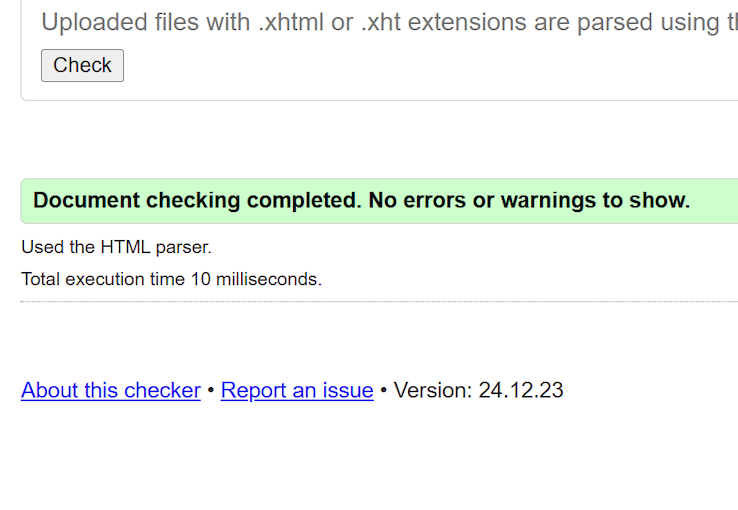 Uploaded files with .xhtml or .xht extensions are parsed using
Check
Document checking completed. No errors or warnings to show.
Used the HTML parser.
Total execution time 10 milliseconds.
About this checker • Report an issue • Version: 24.12.23